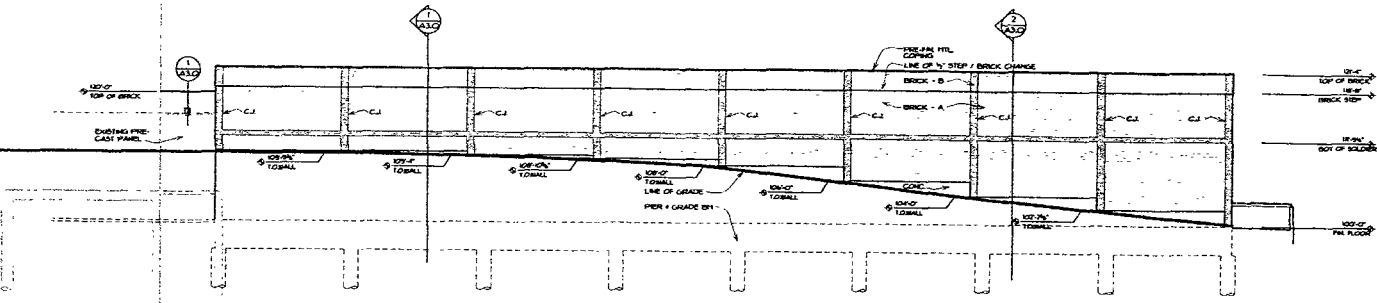 1
A3.0
2
A3.0
1
A3.0
120'-0"
TOP OF BRICK
EXISTING PRE-
CAST PANEL
C.J.
C.J.
C.J.
C.J.
C.J.
C.J.
C.J.
C.J.
C.J.
PRE-FIN. MTL.
COPING
LINE OF ½" STEP / BRICK CHANGE
BRICK - B
BRICK - A
121'-4"
TOP OF BRICK
BRICK STEP
BOT OF SOLDIER
T.O.WALL
109'-4"
T.O.WALL
T.O.WALL
108'-0"
T.O.WALL
LINE OF GRADE
PIER + GRADE BM
106'-0"
T.O.WALL
CONC.
104'-0"
T.O.WALL
T.O.WALL
100'-0"
FIN. FLOOR